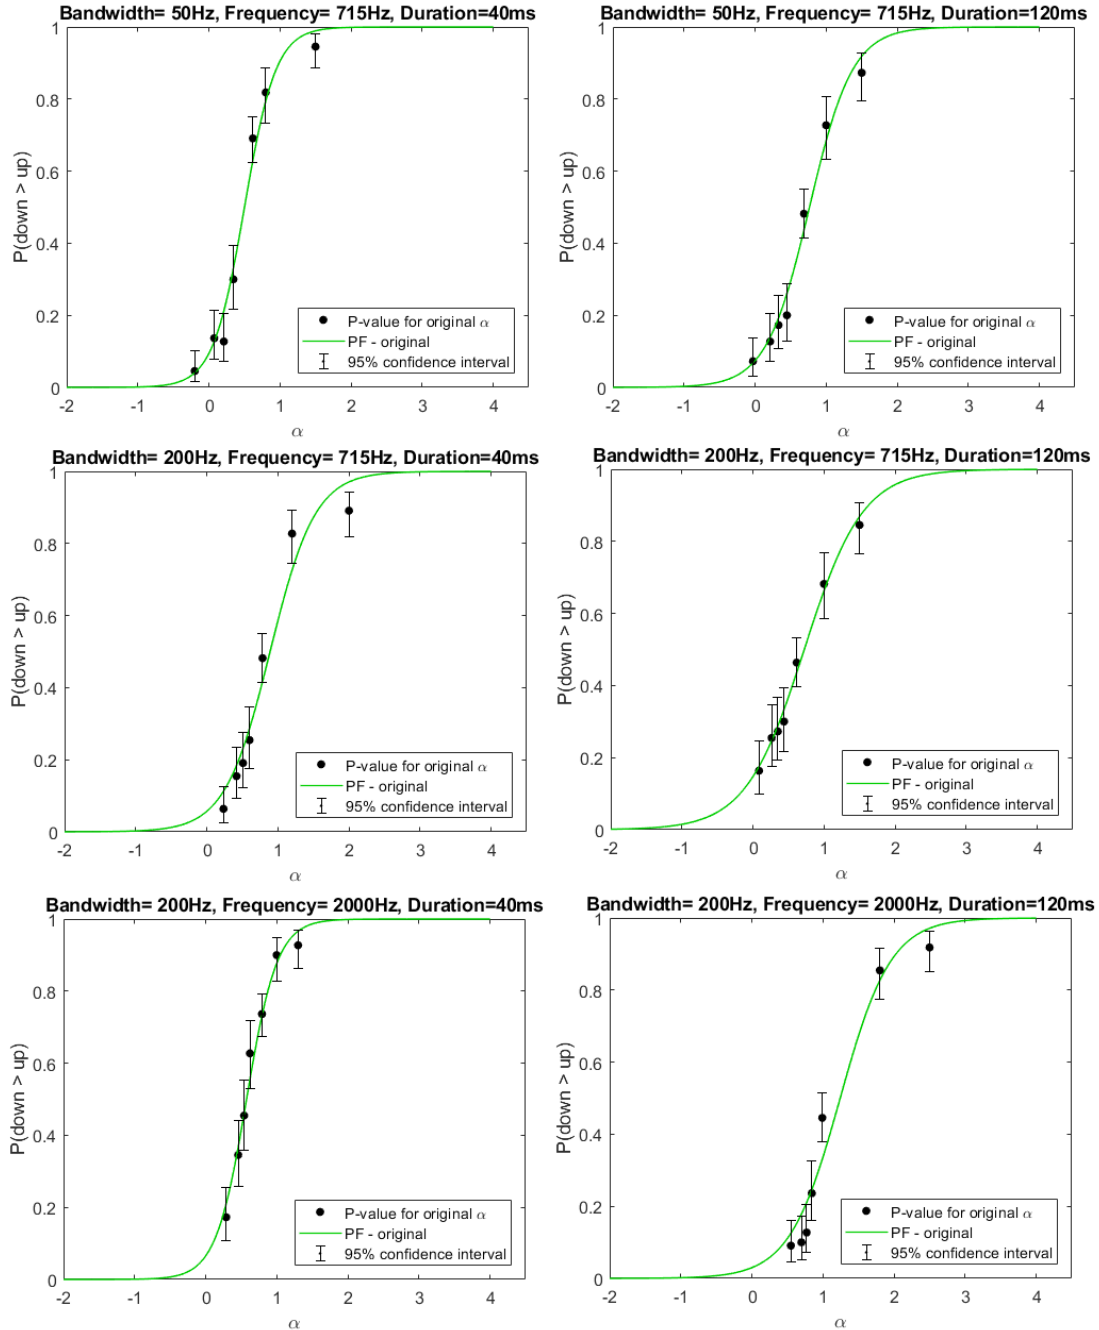 Bandwidth= 50Hz, Frequency= 715Hz, Duration=40ms
1
0.8
0.6
0.4
0.2
0
P(down > up)
-2 -1 0 1 2 3 4
α
P-value for original α
PF - original
95% confidence interval
Bandwidth= 50Hz, Frequency= 715Hz, Duration=120ms
1
0.8
0.6
0.4
0.2
0
P(down > up)
-2 -1 0 1 2 3 4
α
P-value for original α
PF - original
95% confidence interval
Bandwidth= 200Hz, Frequency= 715Hz, Duration=40ms
1
0.8
0.6
0.4
0.2
0
P(down > up)
-2 -1 0 1 2 3 4
α
P-value for original α
PF - original
95% confidence interval
Bandwidth= 200Hz, Frequency= 715Hz, Duration=120ms
1
0.8
0.6
0.4
0.2
0
P(down > up)
-2 -1 0 1 2 3 4
α
P-value for original α
PF - original
95% confidence interval
Bandwidth= 200Hz, Frequency= 2000Hz, Duration=40ms
1
0.8
0.6
0.4
0.2
0
P(down > up)
-2 -1 0 1 2 3 4
α
P-value for original α
PF - original
95% confidence interval
Bandwidth= 200Hz, Frequency= 2000Hz, Duration=120ms
1
0.8
0.6
0.4
0.2
0
P(down > up)
-2 -1 0 1 2 3 4
α
P-value for original α
PF - original
95% confidence interval